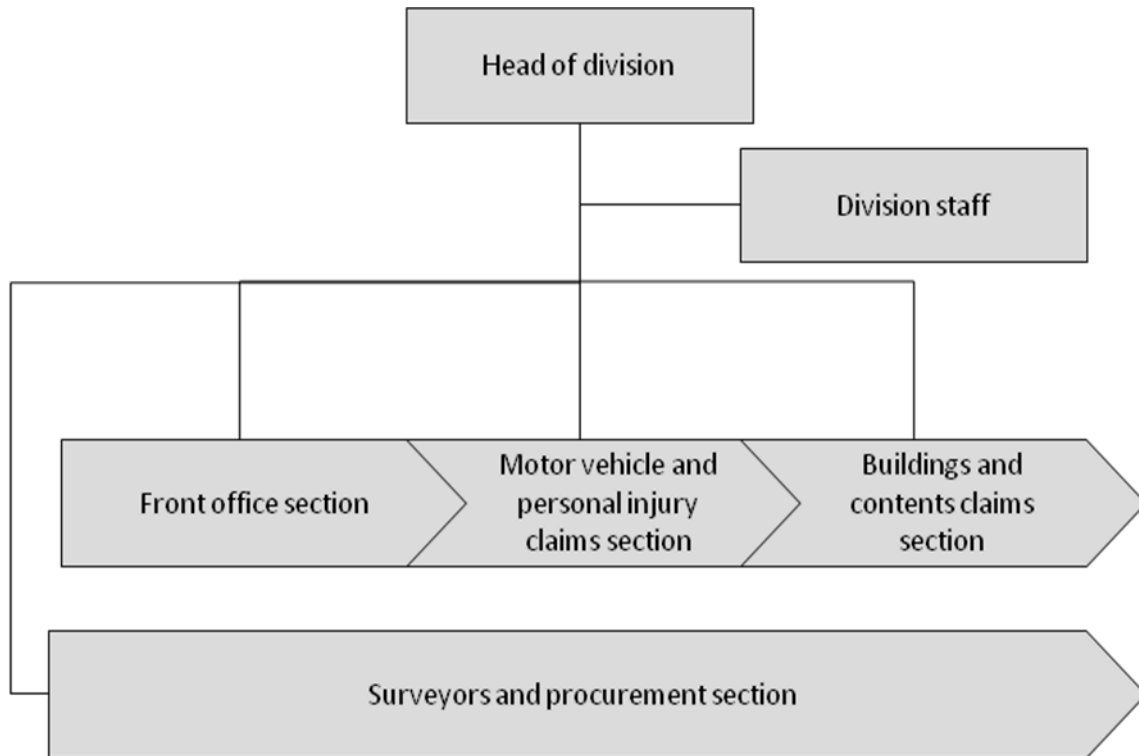 Head of division
Division staff
Front office section
Motor vehicle and
personal injury
claims section
Buildings and
contents claims
section
Surveyors and procurement section